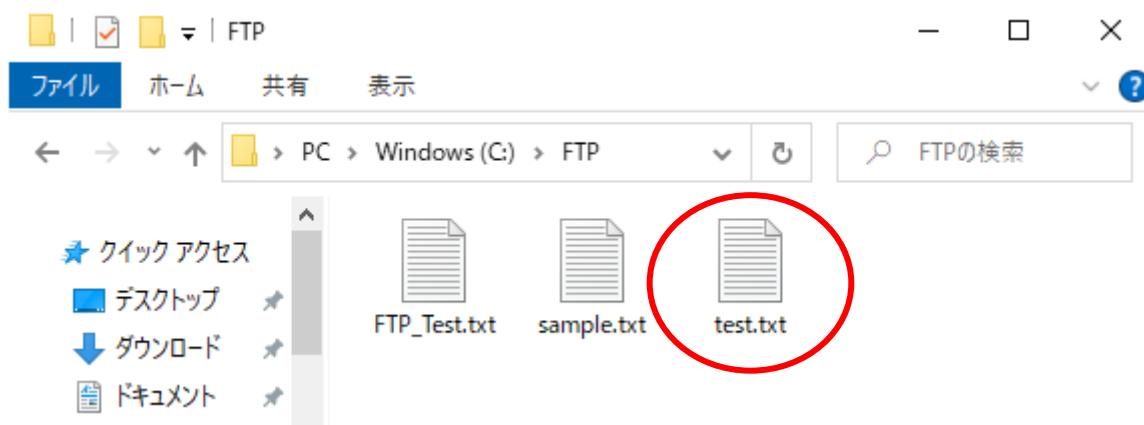 FTP
ファイル ホーム 共有 表示
PC > Windows (C:) > FTP FTPの検索
クイック アクセス
デスクトップ
ダウンロード
ドキュメント
FTP_Test.txt sample.txt test.txt